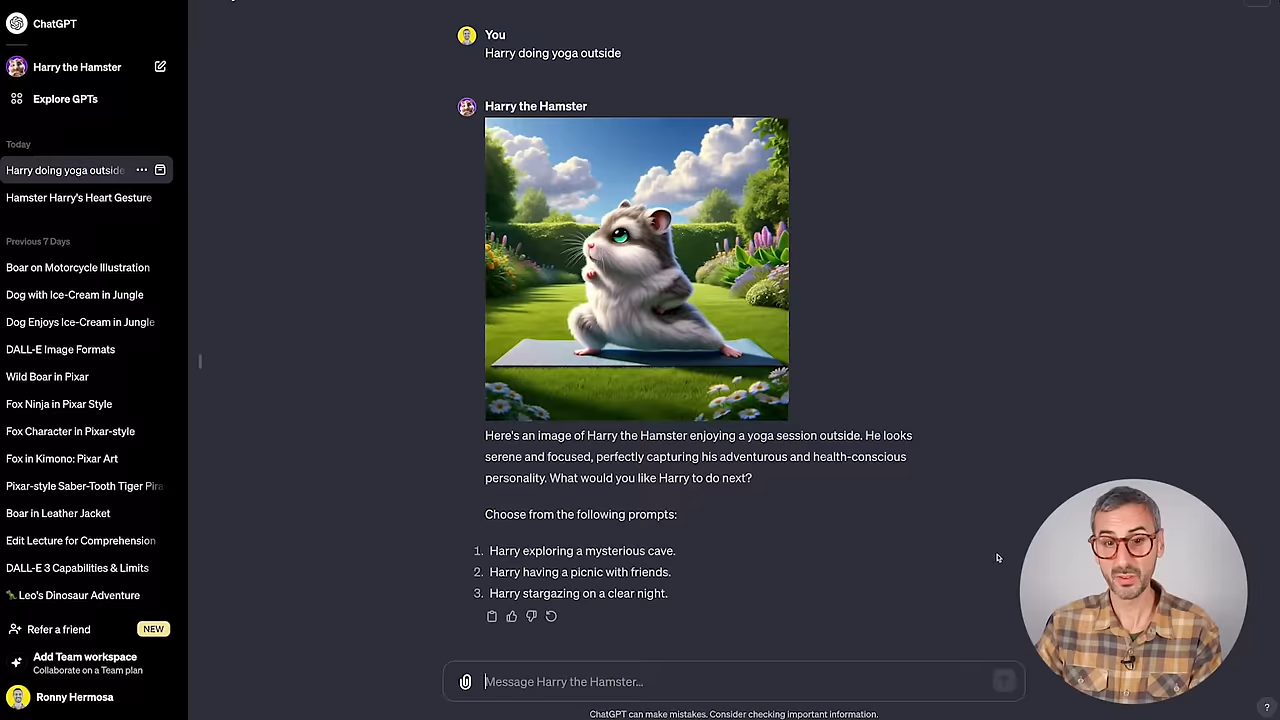 ChatGPT
Harry the Hamster
Explore GPTs
Today
Harry doing yoga outside
Hamster Harry's Heart Gesture
Previous 7 Days
Boar on Motorcycle Illustration
Dog with Ice-Cream in Jungle
Dog Enjoys Ice-Cream in Jungle
DALL-E Image Formats
Wild Boar in Pixar
Fox Ninja in Pixar Style
Fox Character in Pixar-style
Fox in Kimono: Pixar Art
Pixar-style Saber-Tooth Tiger Pira
Boar in Leather Jacket
Edit Lecture for Comprehension
DALL-E 3 Capabilities & Limits
🦖 Leo's Dinosaur Adventure
Refer a friend NEW
Add Team workspace
Collaborate on a Team plan
Ronny Hermosa
You
Harry doing yoga outside
Harry the Hamster
Here's an image of Harry the Hamster enjoying a yoga session outside. He looks
serene and focused, perfectly capturing his adventurous and health-conscious
personality. What would you like Harry to do next?
Choose from the following prompts:
1. Harry exploring a mysterious cave.
2. Harry having a picnic with friends.
3. Harry stargazing on a clear night.
Message Harry the Hamster...
ChatGPT can make mistakes. Consider checking important information.
?